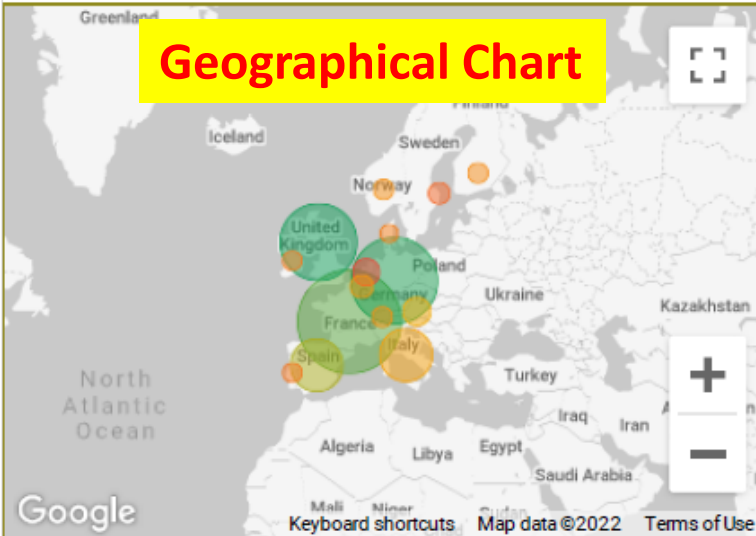 Greenland
Geographical Chart
Finland
Iceland
Sweden
Norway
United
Kingdom
Poland
Germany
Ukraine
Kazakhstan
France
Italy
Spain
Turkey
North
Atlantic
Ocean
Iraq
Iran
Algeria
Libya
Egypt
Saudi Arabia
Mali
Niger
Sudan
Google
Keyboard shortcuts
Map data ©2022
Terms of Use